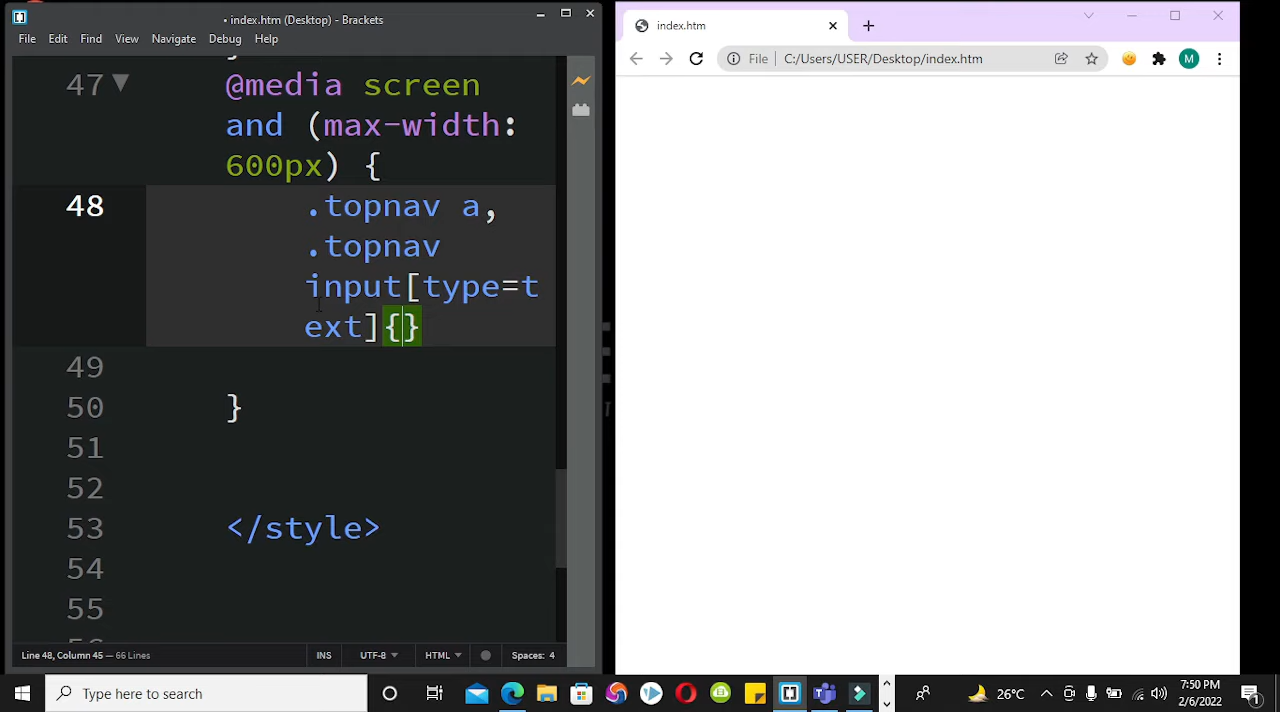 • index.htm (Desktop) - Brackets
File Edit Find View Navigate Debug Help
47 @media screen
and (max-width:
600px) {
48 .topnav a,
.topnav
input[type=t
ext]{}
49
50 }
51
52
53 </style>
54
55
Line 48, Column 45 — 66 Lines INS UTF-8 HTML Spaces: 4
index.htm
File C:/Users/USER/Desktop/index.htm M
Type here to search
26°C 7:50 PM
2/6/2022 1